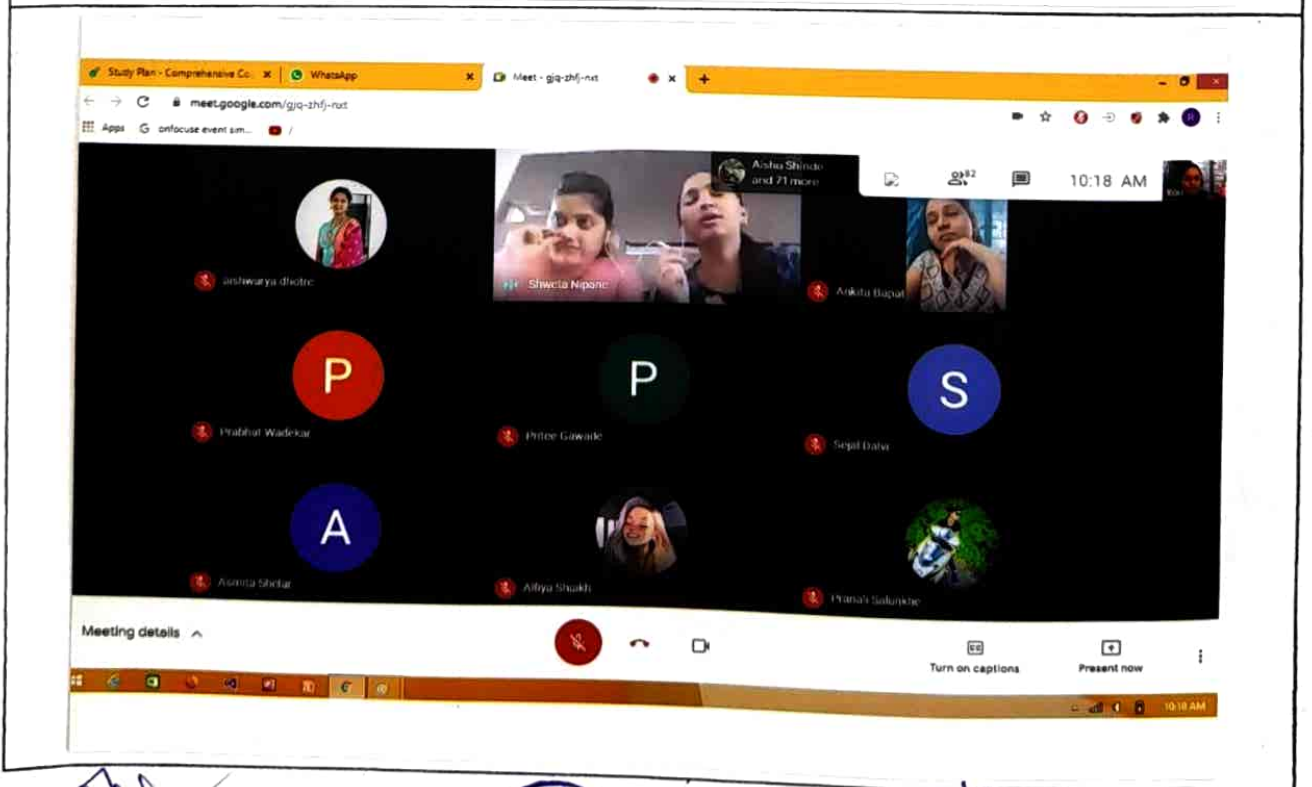 Study Plan - Comprehensive Co
WhatsApp
Meet - gjq-zhfj-nxt
meet.google.com/gjq-zhfj-nxt
Apps
onfocuse event sim...
/
Aishu Shinde
and 71 more
82
10:18 AM
aishwarya dhotre
Shweta Nipane
Ankita Bapat
P
P
S
Prabhat Wadekar
Pritee Gawade
Sejal Dalvi
A
Asmita Shelar
Alfiya Shaikh
Pranali Salunkhe
Meeting details
Turn on captions
Present now
10:18 AM